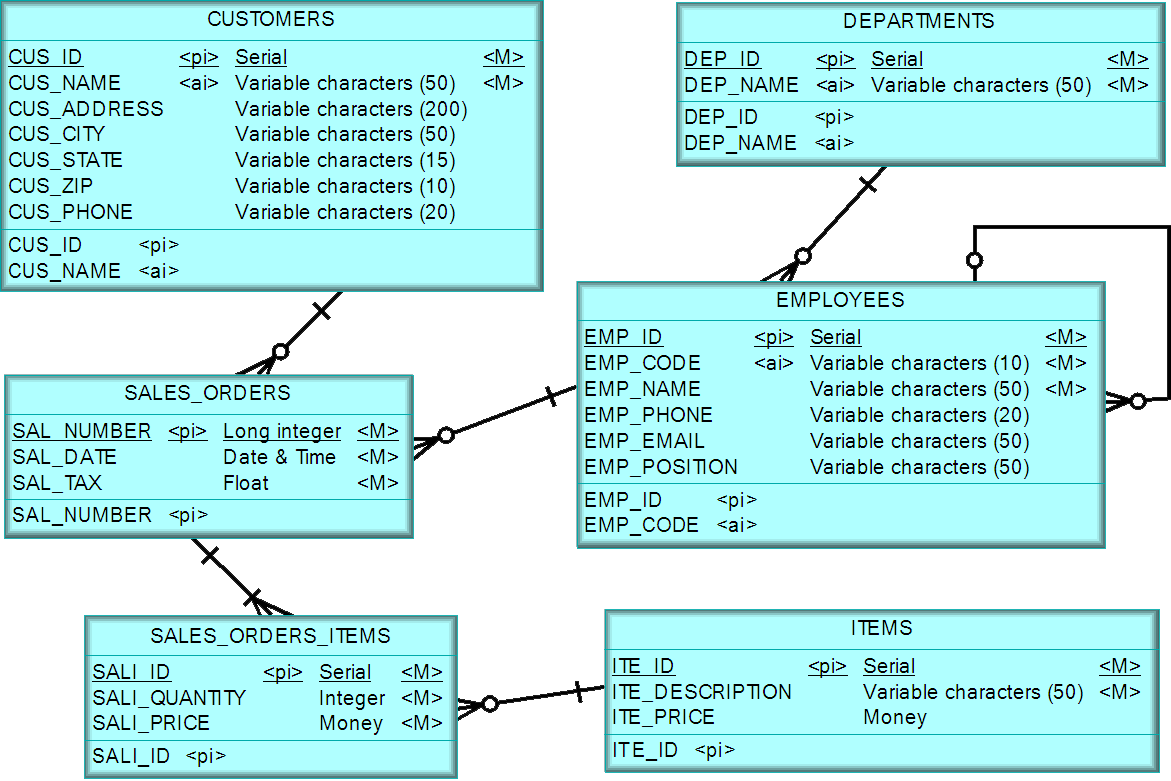 CUSTOMERS
CUS_ID <pi> Serial <M>
CUS_NAME <ai> Variable characters (50) <M>
CUS_ADDRESS Variable characters (200)
CUS_CITY Variable characters (50)
CUS_STATE Variable characters (15)
CUS_ZIP Variable characters (10)
CUS_PHONE Variable characters (20)
CUS_ID <pi>
CUS_NAME <ai>
DEPARTMENTS
DEP_ID <pi> Serial <M>
DEP_NAME <ai> Variable characters (50) <M>
DEP_ID <pi>
DEP_NAME <ai>
EMPLOYEES
EMP_ID <pi> Serial <M>
EMP_CODE <ai> Variable characters (10) <M>
EMP_NAME Variable characters (50) <M>
EMP_PHONE Variable characters (20)
EMP_EMAIL Variable characters (50)
EMP_POSITION Variable characters (50)
EMP_ID <pi>
EMP_CODE <ai>
SALES_ORDERS
SAL_NUMBER <pi> Long integer <M>
SAL_DATE Date & Time <M>
SAL_TAX Float <M>
SAL_NUMBER <pi>
SALES_ORDERS_ITEMS
SALI_ID <pi> Serial <M>
SALI_QUANTITY Integer <M>
SALI_PRICE Money <M>
SALI_ID <pi>
ITEMS
ITE_ID <pi> Serial <M>
ITE_DESCRIPTION Variable characters (50) <M>
ITE_PRICE Money
ITE_ID <pi>